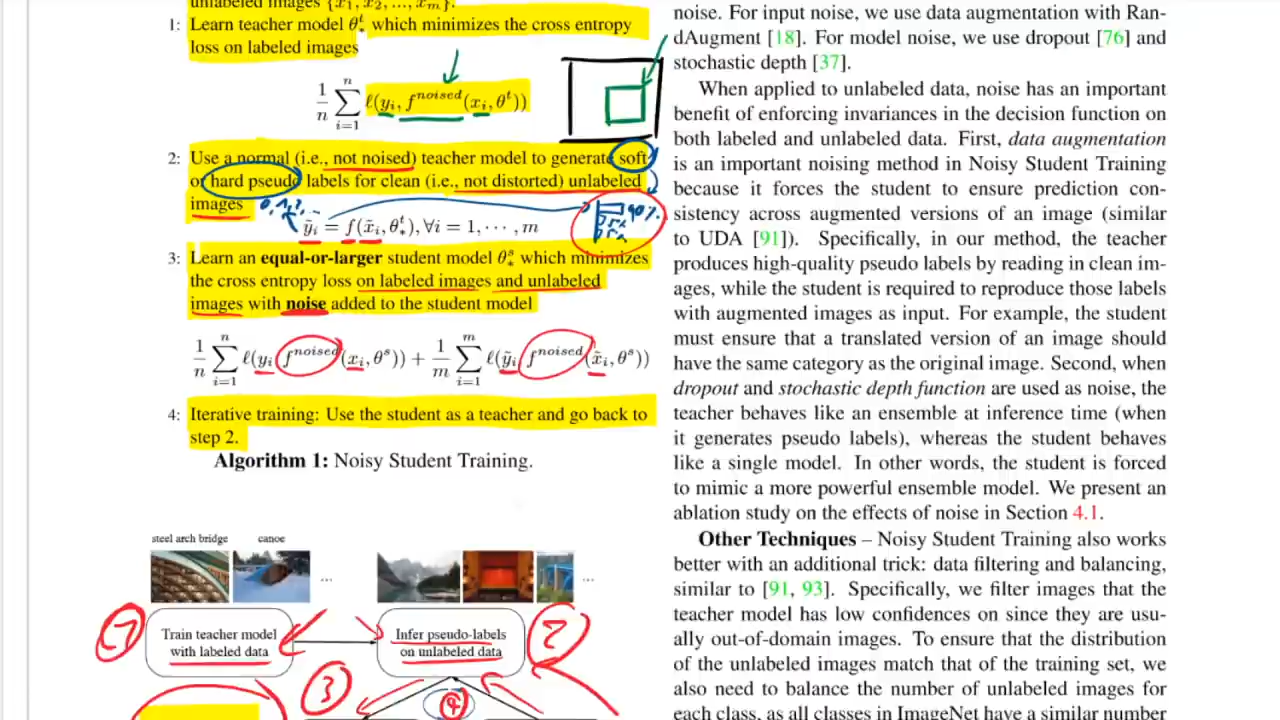 unlabeled images {x̃₁, x̃₂, ..., x̃ₘ}.
1: Learn teacher model θᵗ∗ which minimizes the cross entropy
loss on labeled images
1/n ∑ⁿᵢ₌₁ ℓ(yᵢ, fⁿᵒⁱˢᵉᵈ(xᵢ, θᵗ))
2: Use a normal (i.e., not noised) teacher model to generate soft
or hard pseudo labels for clean (i.e., not distorted) unlabeled
images
90%
5%
5%
ỹᵢ = f(x̃ᵢ, θᵗ∗), ∀i = 1, ⋯ , m
3: Learn an equal-or-larger student model θˢ∗ which minimizes
the cross entropy loss on labeled images and unlabeled
images with noise added to the student model
1/n ∑ⁿᵢ₌₁ ℓ(yᵢ, fⁿᵒⁱˢᵉᵈ(xᵢ, θˢ)) + 1/m ∑ᵐᵢ₌₁ ℓ(ỹᵢ, fⁿᵒⁱˢᵉᵈ(x̃ᵢ, θˢ))
4: Iterative training: Use the student as a teacher and go back to
step 2.
Algorithm 1: Noisy Student Training.
steel arch bridge canoe
... ...
1 Train teacher model
with labeled data
Infer pseudo-labels
on unlabeled data
2
3
4
noise. For input noise, we use data augmentation with Ran-
dAugment [18]. For model noise, we use dropout [76] and
stochastic depth [37].
When applied to unlabeled data, noise has an important
benefit of enforcing invariances in the decision function on
both labeled and unlabeled data. First, data augmentation
is an important noising method in Noisy Student Training
because it forces the student to ensure prediction con-
sistency across augmented versions of an image (similar
to UDA [91]). Specifically, in our method, the teacher
produces high-quality pseudo labels by reading in clean im-
ages, while the student is required to reproduce those labels
with augmented images as input. For example, the student
must ensure that a translated version of an image should
have the same category as the original image. Second, when
dropout and stochastic depth function are used as noise, the
teacher behaves like an ensemble at inference time (when
it generates pseudo labels), whereas the student behaves
like a single model. In other words, the student is forced
to mimic a more powerful ensemble model. We present an
ablation study on the effects of noise in Section 4.1.
Other Techniques – Noisy Student Training also works
better with an additional trick: data filtering and balancing,
similar to [91, 93]. Specifically, we filter images that the
teacher model has low confidences on since they are usu-
ally out-of-domain images. To ensure that the distribution
of the unlabeled images match that of the training set, we
also need to balance the number of unlabeled images for
each class, as all classes in ImageNet have a similar number